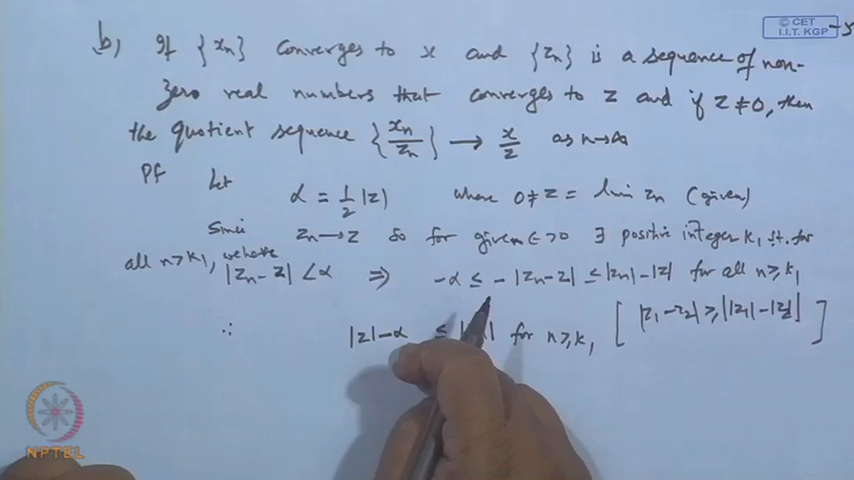 © CET
I.I.T. KGP
b) If {xn} converges to x and {zn} is a sequence of non-
zero real numbers that converges to z and if z ≠ 0, then
the quotient sequence {xn/zn} → x/z as n→∞
Pf Let α = 1/2 |z| where 0 ≠ z = lim zn (given)
Since zn → z so for given ∈ > 0 ∃ positive integer k1 s.t. for
all n ≥ k1, we have
|zn - z| < α ⇒ -α ≤ - |zn - z| ≤ |zn| - |z| for all n ≥ k1
∴ |z| - α ≤ for n ≥ k1 [ |z1 - z2| ≥ ||z1| - |z2|| ]
NPTEL